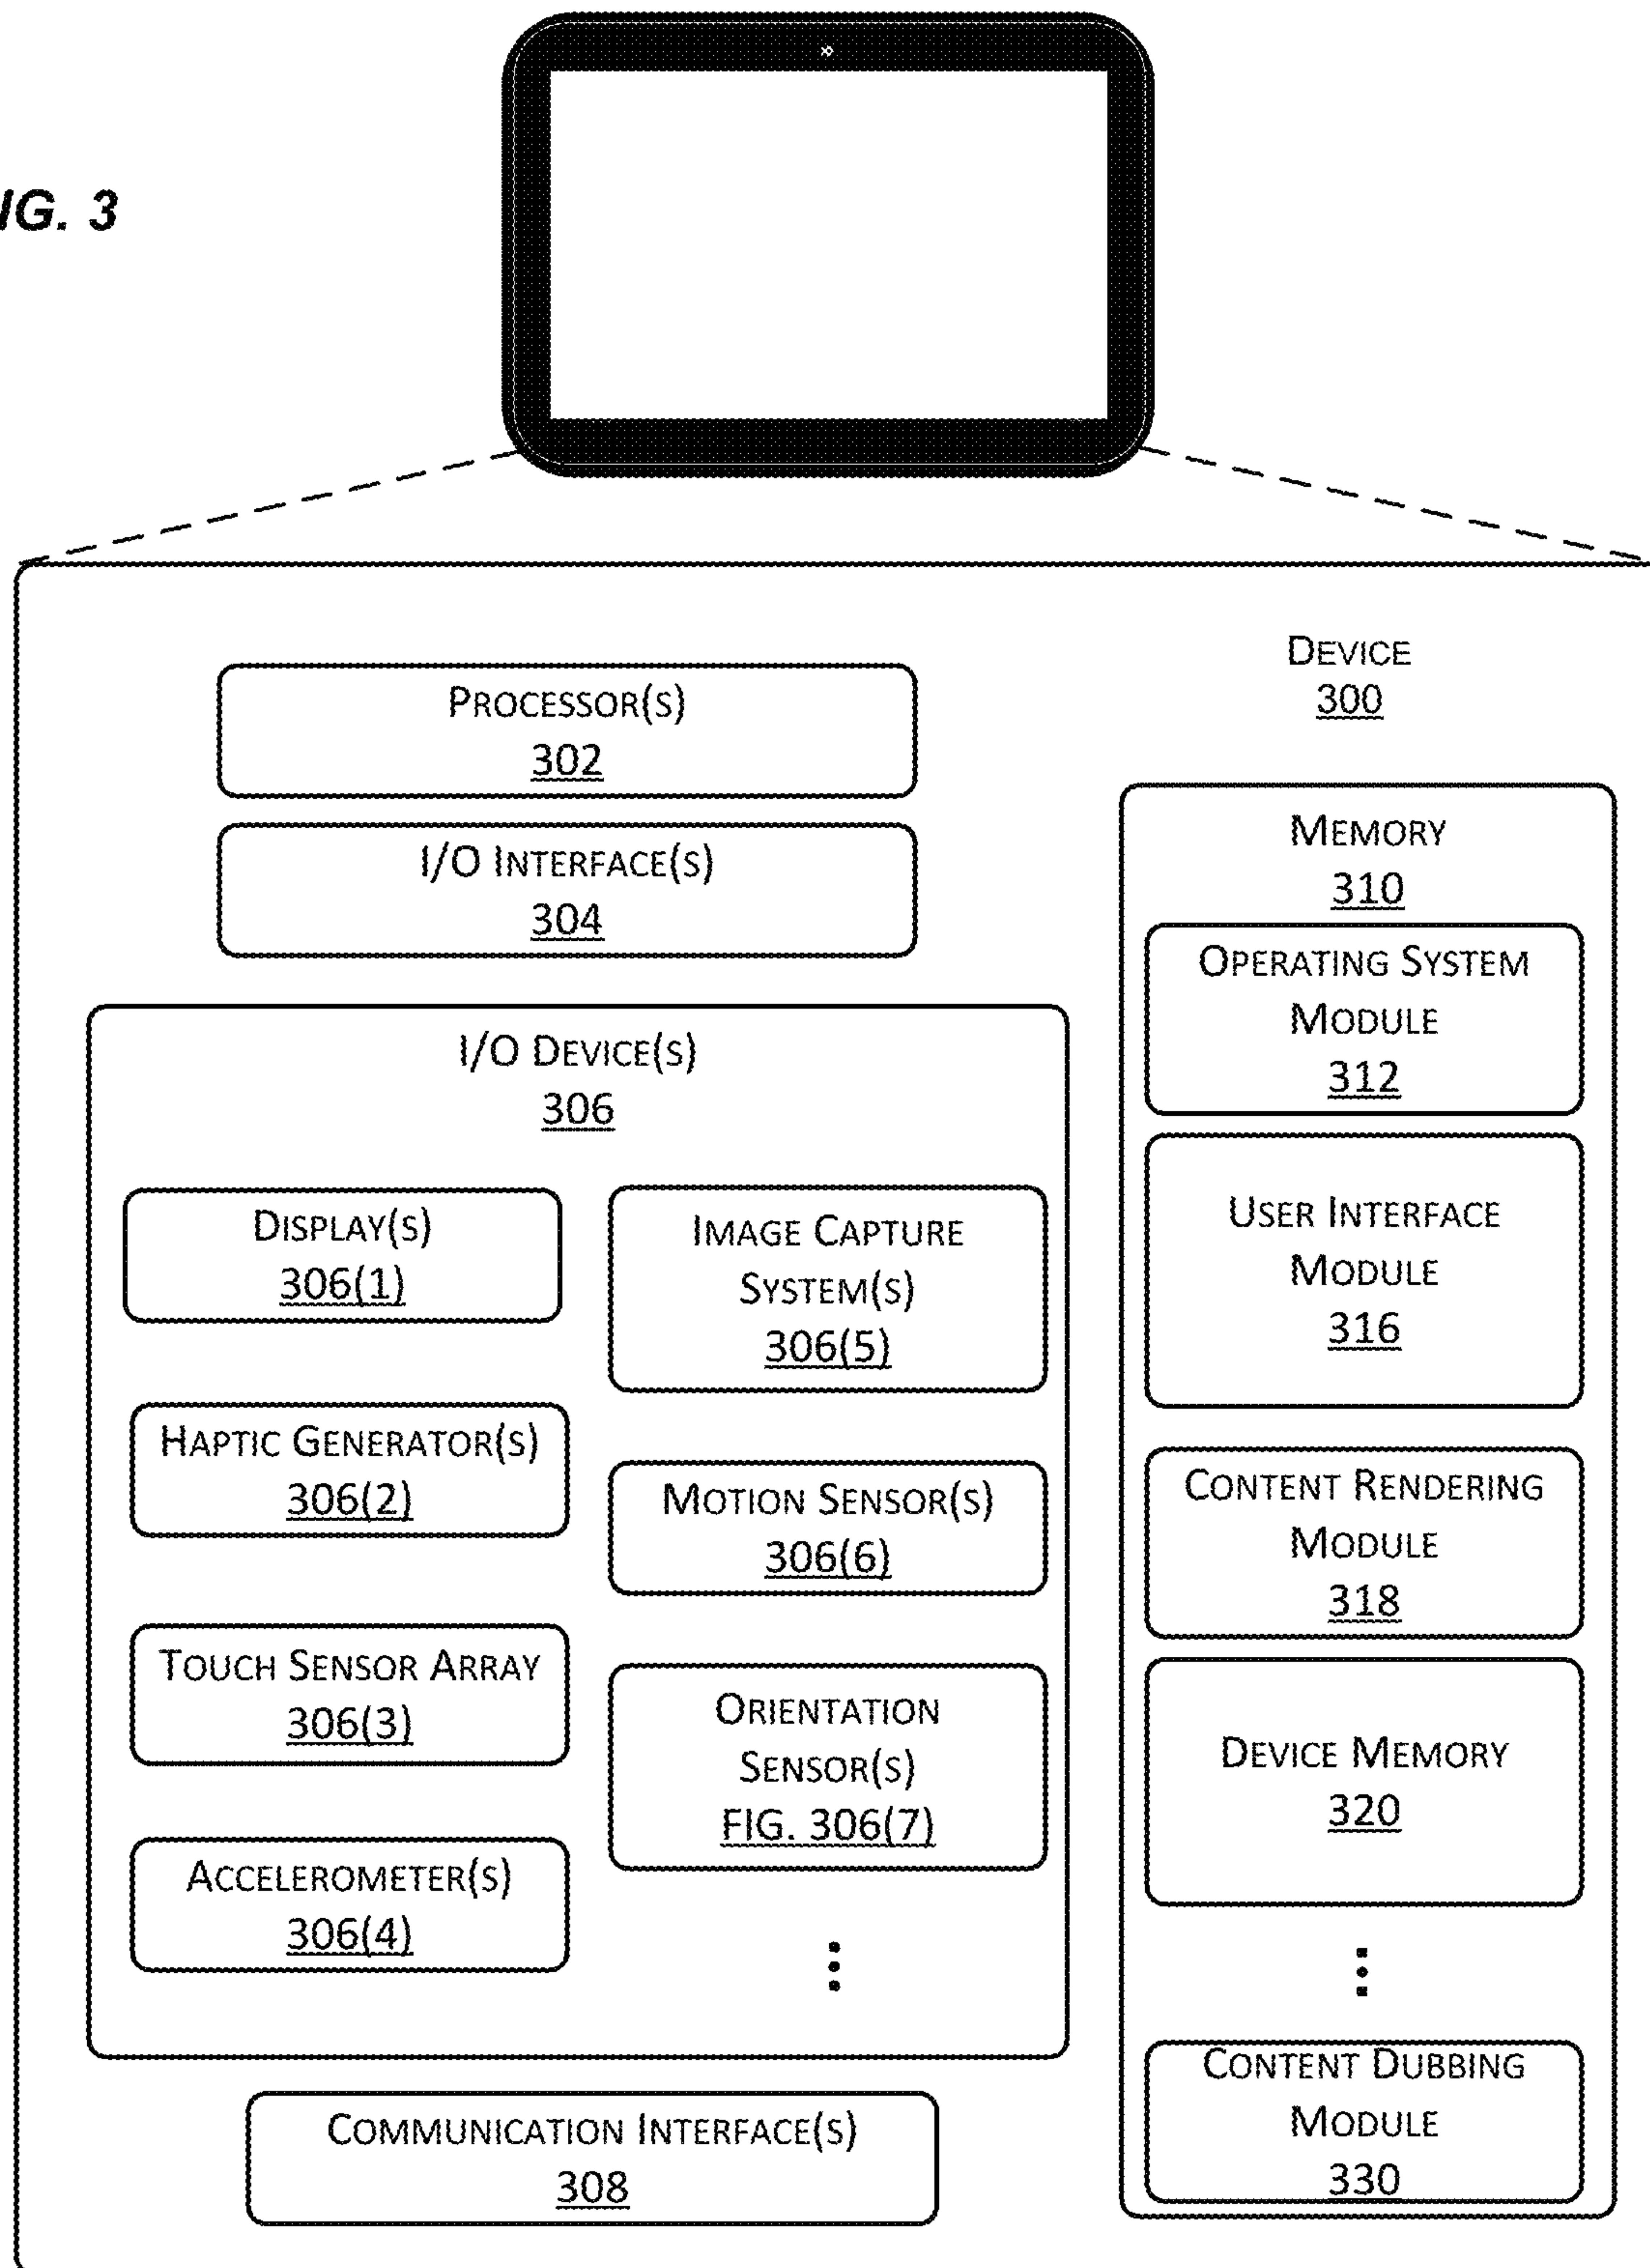 IG. 3
DEVICE
300
PROCESSOR(S)
302
I/O INTERFACE(S)
304
I/O DEVICE(S)
306
DISPLAY(S)
306(1)
HAPTIC GENERATOR(S)
306(2)
TOUCH SENSOR ARRAY
306(3)
ACCELEROMETER(S)
306(4)
IMAGE CAPTURE
SYSTEM(S)
306(5)
MOTION SENSOR(S)
306(6)
ORIENTATION
SENSOR(S)
FIG. 306(7)
COMMUNICATION INTERFACE(S)
308
MEMORY
310
OPERATING SYSTEM
MODULE
312
USER INTERFACE
MODULE
316
CONTENT RENDERING
MODULE
318
DEVICE MEMORY
320
CONTENT DUBBING
MODULE
330